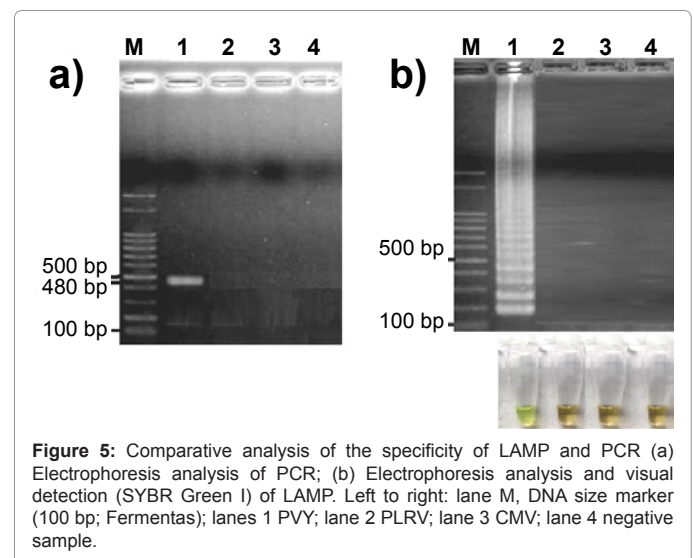 M 1 2 3 4
a)
500 bp
480 bp
100 bp
M 1 2 3 4
b)
500 bp
100 bp
Figure 5: Comparative analysis of the specificity of LAMP and PCR (a)
Electrophoresis analysis of PCR; (b) Electrophoresis analysis and visual
detection (SYBR Green I) of LAMP. Left to right: lane M, DNA size marker
(100 bp; Fermentas); lanes 1 PVY; lane 2 PLRV; lane 3 CMV; lane 4 negative
sample.